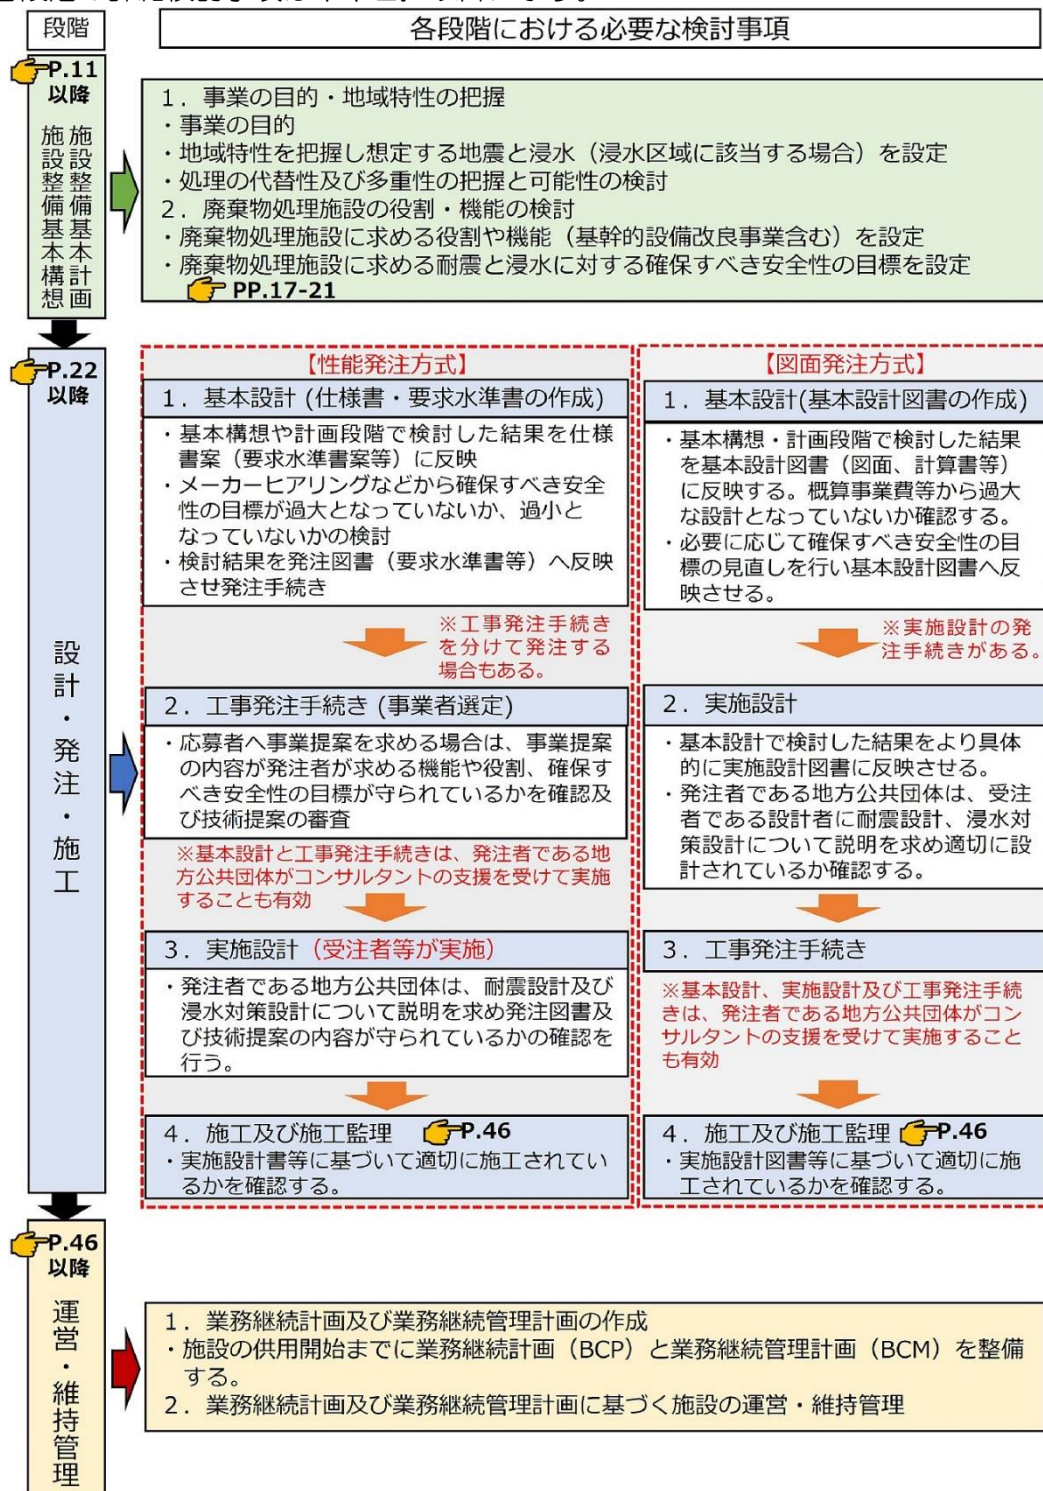 段階
各段階における必要な検討事項
P.11
以降
施設整備基本構想
施設整備基本計画
1．事業の目的・地域特性の把握
・事業の目的
・地域特性を把握し想定する地震と浸水（浸水区域に該当する場合）を設定
・処理の代替性及び多重性の把握と可能性の検討
2．廃棄物処理施設の役割・機能の検討
・廃棄物処理施設に求める役割や機能（基幹的設備改良事業含む）を設定
・廃棄物処理施設に求める耐震と浸水に対する確保すべき安全性の目標を設定
PP.17-21
P.22
以降
設計・発注・施工
【性能発注方式】
1．基本設計 (仕様書・要求水準書の作成)
・基本構想や計画段階で検討した結果を仕様
書案（要求水準書案等）に反映
・メーカーヒアリングなどから確保すべき安全
性の目標が過大となっていないか、過小と
なっていないかの検討
・検討結果を発注図書（要求水準書等）へ反映
させ発注手続き
※工事発注手続き
を分けて発注する
場合もある。
2．工事発注手続き (事業者選定)
・応募者へ事業提案を求める場合は、事業提案
の内容が発注者が求める機能や役割、確保す
べき安全性の目標が守られているかを確認及
び技術提案の審査
※基本設計と工事発注手続きは、発注者である地
方公共団体がコンサルタントの支援を受けて実施
することも有効
3．実施設計（受注者等が実施）
・発注者である地方公共団体は、耐震設計及び
浸水対策設計について説明を求め発注図書及
び技術提案の内容が守られているかの確認を
行う。
4．施工及び施工監理 P.46
・実施設計書等に基づいて適切に施工されてい
るかを確認する。
【図面発注方式】
1．基本設計(基本設計図書の作成)
・基本構想・計画段階で検討した結果
を基本設計図書（図面、計算書等）
に反映する。概算事業費等から過大
な設計となっていないか確認する。
・必要に応じて確保すべき安全性の目
標の見直しを行い基本設計図書へ反
映させる。
※実施設計の発
注手続きがある。
2．実施設計
・基本設計で検討した結果をより具体
的に実施設計図書に反映させる。
・発注者である地方公共団体は、受注
者である設計者に耐震設計、浸水対
策設計について説明を求め適切に設
計されているか確認する。
3．工事発注手続き
※基本設計、実施設計及び工事発注手続
きは、発注者である地方公共団体がコン
サルタントの支援を受けて実施すること
も有効
4．施工及び施工監理 P.46
・実施設計図書等に基づいて適切に施
工されているかを確認する。
P.46
以降
運営・維持管理
1．業務継続計画及び業務継続管理計画の作成
・施設の供用開始までに業務継続計画（BCP）と業務継続管理計画（BCM）を整備
する。
2．業務継続計画及び業務継続管理計画に基づく施設の運営・維持管理